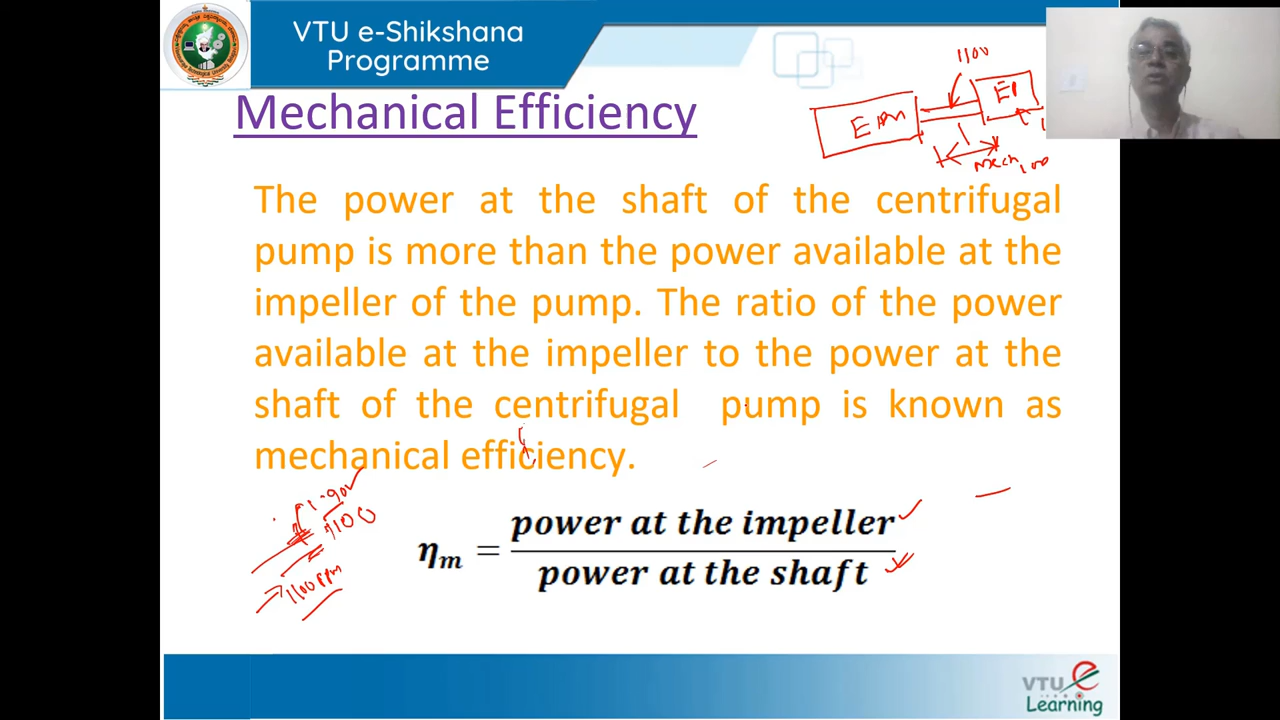 VTU e-Shikshana
Programme
Mechanical Efficiency
1100
The power at the shaft of the centrifugal
pump is more than the power available at the
impeller of the pump. The ratio of the power
available at the impeller to the power at the
shaft of the centrifugal pump is known as
mechanical efficiency.
1100
1100 rpm
ηm = power at the impeller
power at the shaft
VTU e
Learning